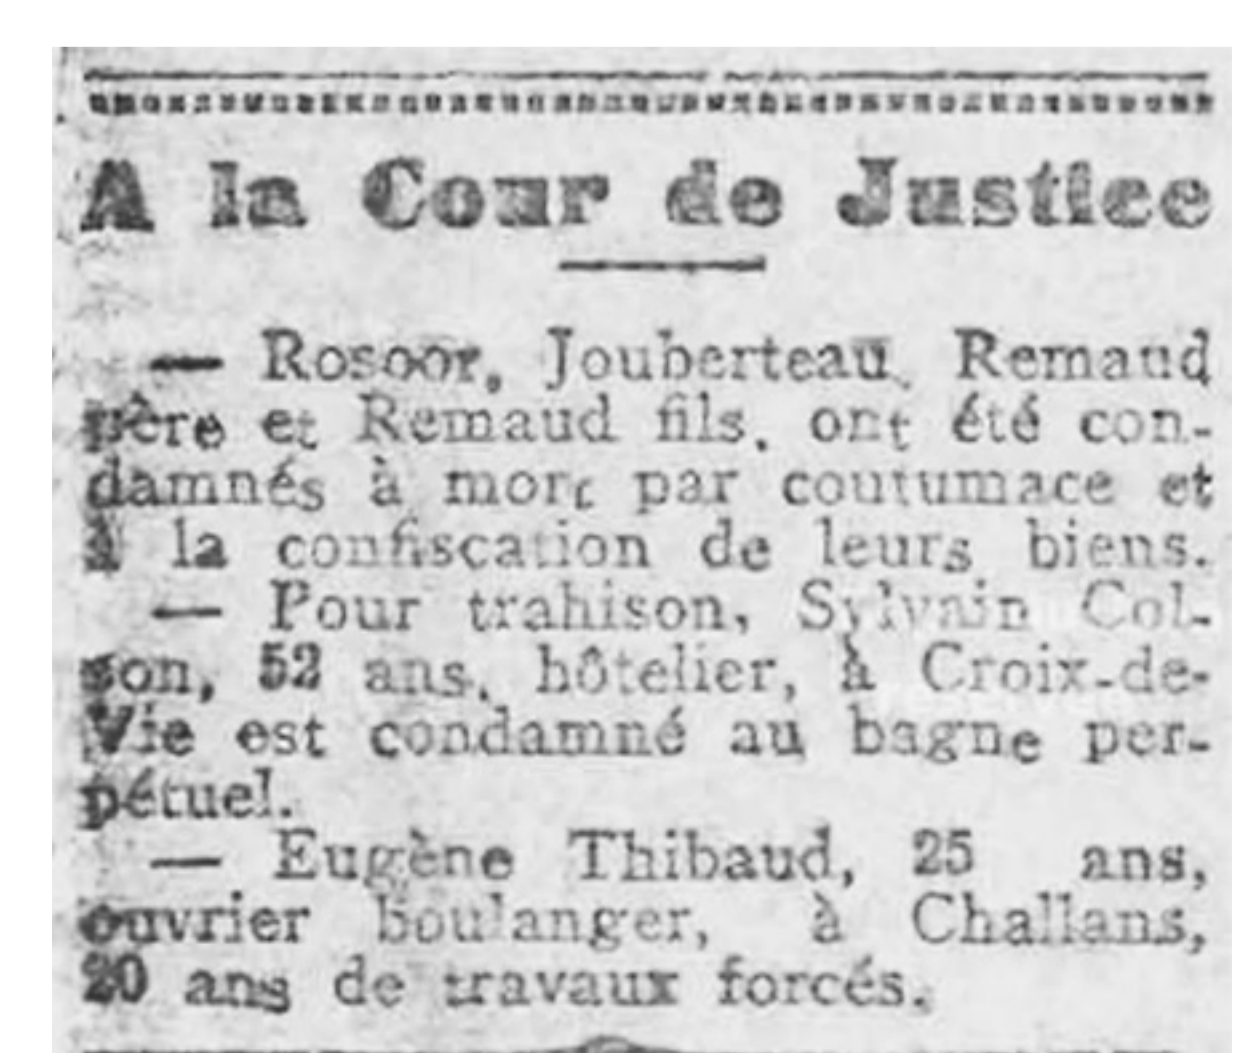 A la Cour de Justice
— Rosoor, Jouberteau, Remaud
père et Remaud fils, ont été con-
damnés à mort par coutumace et
à la confiscation de leurs biens.
— Pour trahison, Sylvain Col-
son, 52 ans, hôtelier, à Croix-de-
Vie est condamné au bagne per-
pétuel.
— Eugène Thibaud, 25 ans,
ouvrier boulanger, à Challans,
20 ans de travaux forcés.